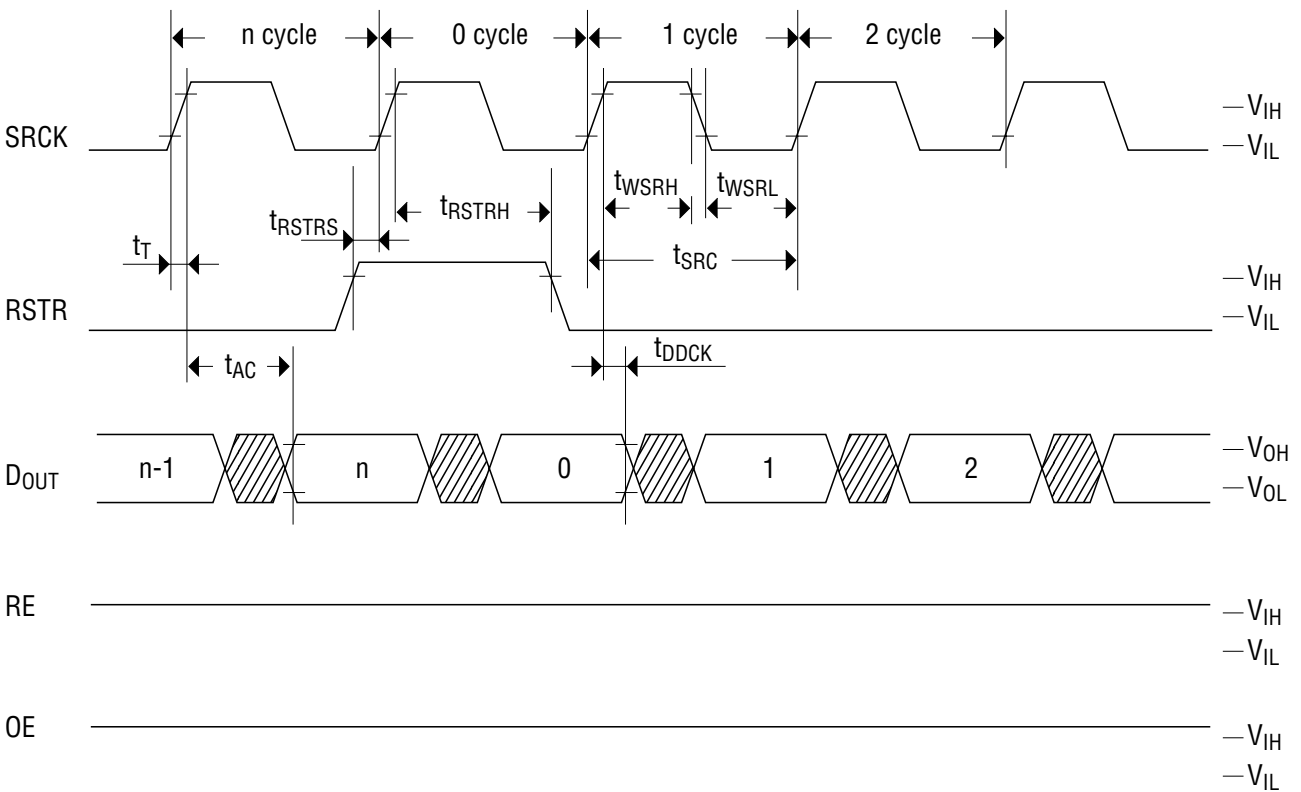 n cycle 0 cycle 1 cycle 2 cycle
SRCK
VIH
VIL
tWSRH tWSRL
tRSTRS tRSTRH
tT tSRC
RSTR
VIH
VIL
tAC tDDCK
DOUT n-1 n 0 1 2
VOH
VOL
RE
VIH
VIL
OE
VIH
VIL